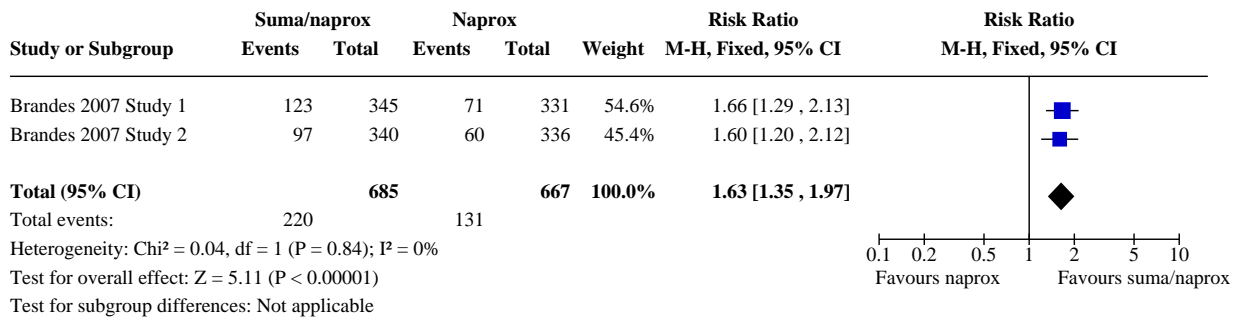 Suma/naprox Naprox Risk Ratio Risk Ratio
Study or Subgroup Events Total Events Total Weight M-H, Fixed, 95% CI M-H, Fixed, 95% CI
Brandes 2007 Study 1 123 345 71 331 54.6% 1.66 [1.29 , 2.13]
Brandes 2007 Study 2 97 340 60 336 45.4% 1.60 [1.20 , 2.12]
Total (95% CI) 685 667 100.0% 1.63 [1.35 , 1.97]
Total events: 220 131
Heterogeneity: Chi² = 0.04, df = 1 (P = 0.84); I² = 0%
0.1 0.2 0.5 1 2 5 10
Test for overall effect: Z = 5.11 (P < 0.00001)
Favours naprox Favours suma/naprox
Test for subgroup differences: Not applicable